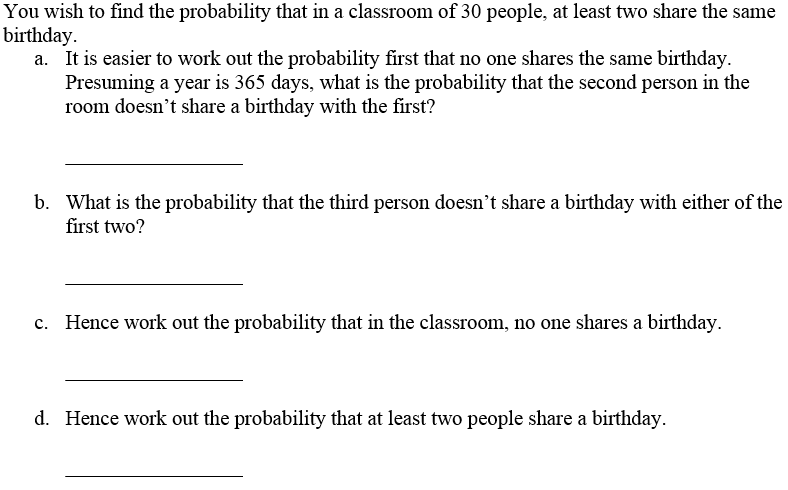 You wish to find the probability that in a classroom of 30 people, at least two share the same
birthday.
a. It is easier to work out the probability first that no one shares the same birthday.
Presuming a year is 365 days, what is the probability that the second person in the
room doesn’t share a birthday with the first?
b. What is the probability that the third person doesn’t share a birthday with either of the
first two?
c. Hence work out the probability that in the classroom, no one shares a birthday.
d. Hence work out the probability that at least two people share a birthday.